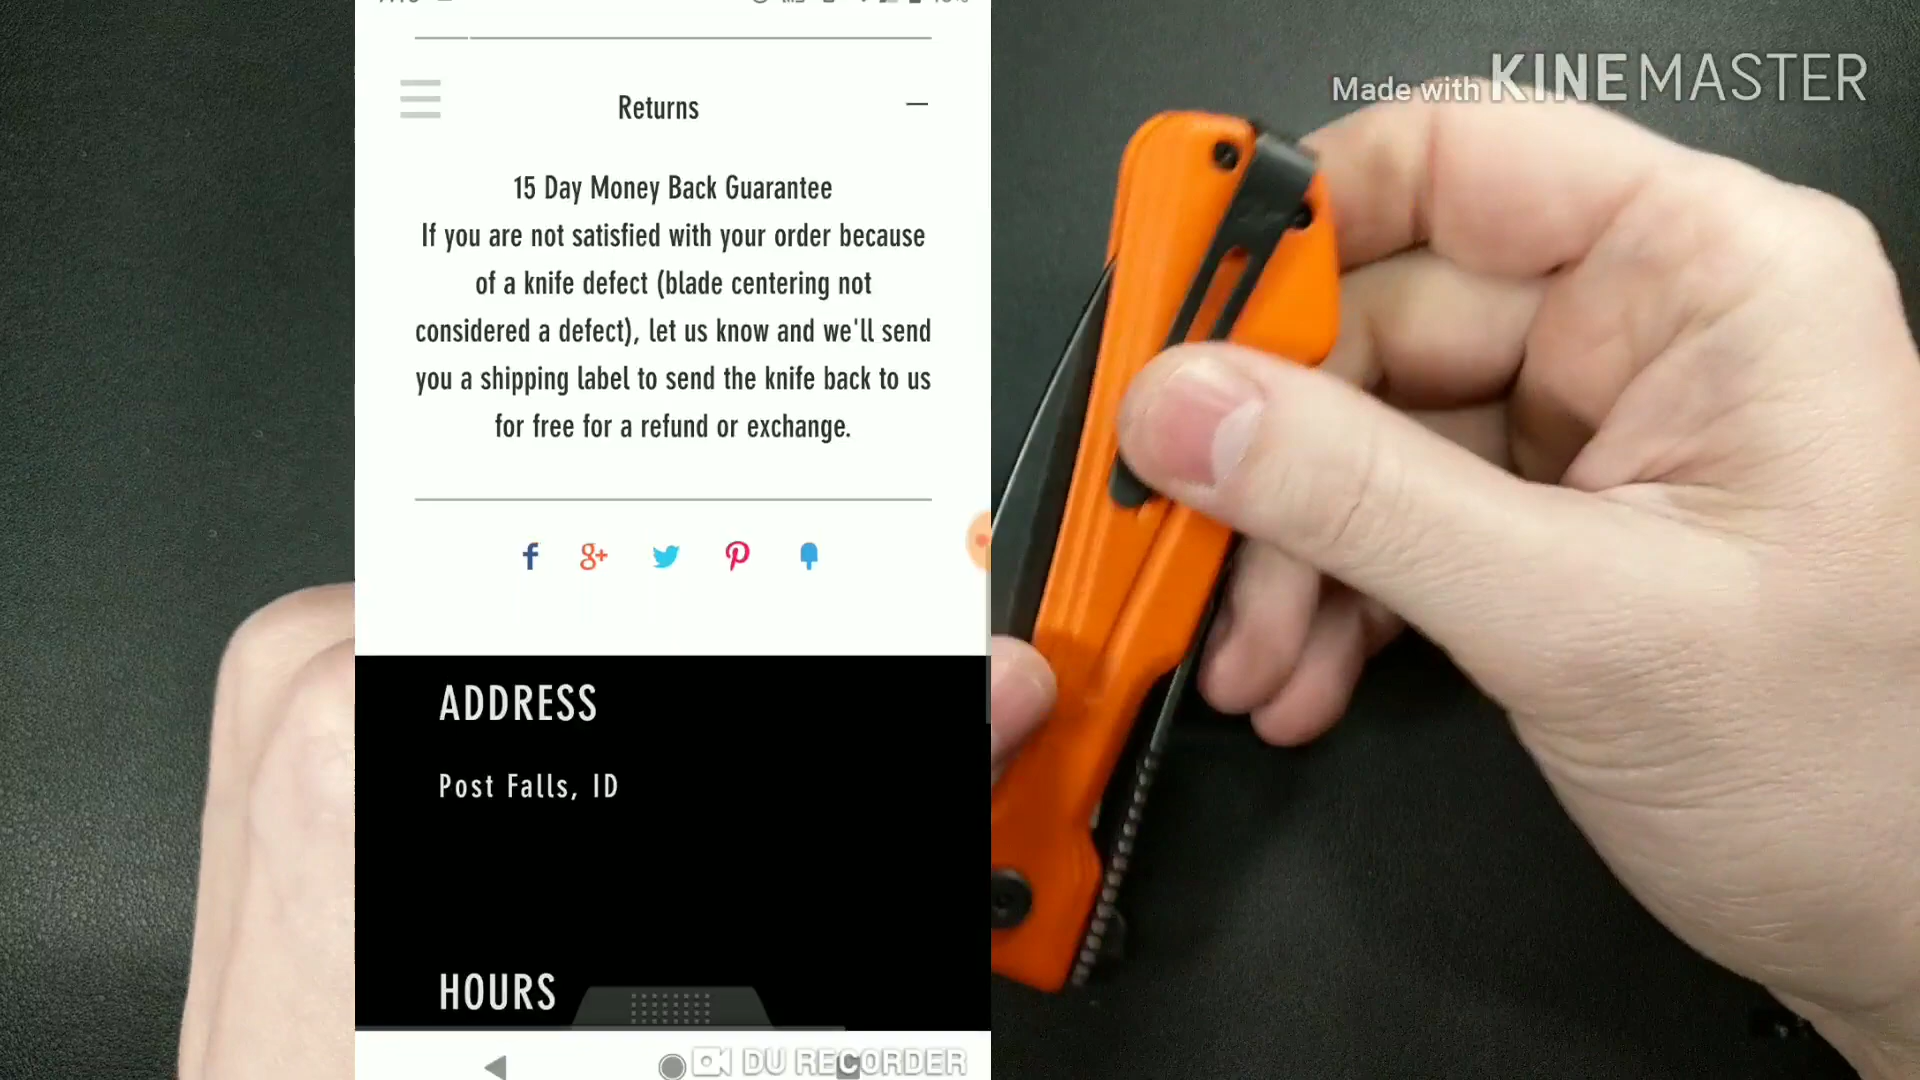 Returns
15 Day Money Back Guarantee
If you are not satisfied with your order because
of a knife defect (blade centering not
considered a defect), let us know and we'll send
you a shipping label to send the knife back to us
for free for a refund or exchange.
f
g+
ADDRESS
Post Falls, ID
HOURS
DU RECORDER
Made with KINEMASTER